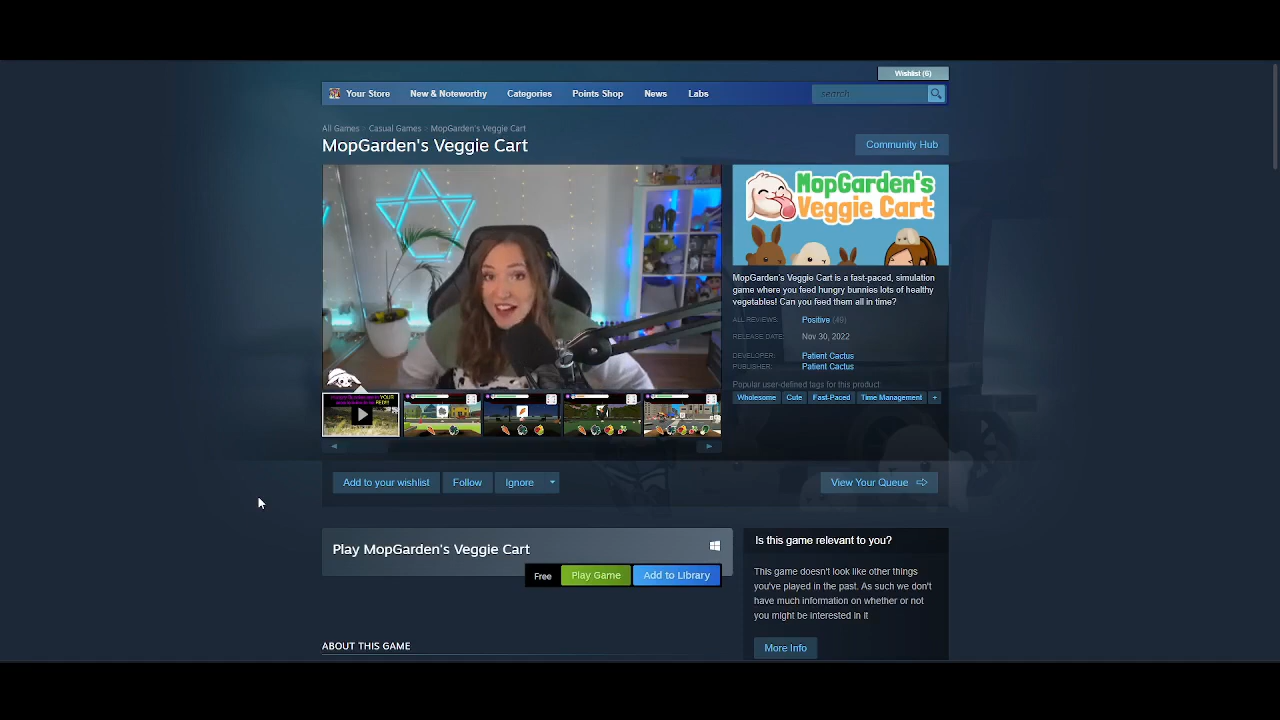 Wishlist (6)
Your Store
New & Noteworthy
Categories
Points Shop
News
Labs
search
All Games > Casual Games > MopGarden's Veggie Cart
MopGarden's Veggie Cart
Community Hub
MopGarden's
Veggie Cart
MopGarden's Veggie Cart is a fast-paced, simulation
game where you feed hungry bunnies lots of healthy
vegetables! Can you feed them all in time?
ALL REVIEWS: Positive (49)
RELEASE DATE: Nov 30, 2022
DEVELOPER: Patient Cactus
PUBLISHER: Patient Cactus
Popular user-defined tags for this product:
Wholesome
Cute
Fast-Paced
Time Management
+
Add to your wishlist
Follow
Ignore
View Your Queue
Play MopGarden's Veggie Cart
Free
Play Game
Add to Library
Is this game relevant to you?
This game doesn't look like other things
you've played in the past. As such we don't
have much information on whether or not
you might be interested in it
More Info
ABOUT THIS GAME